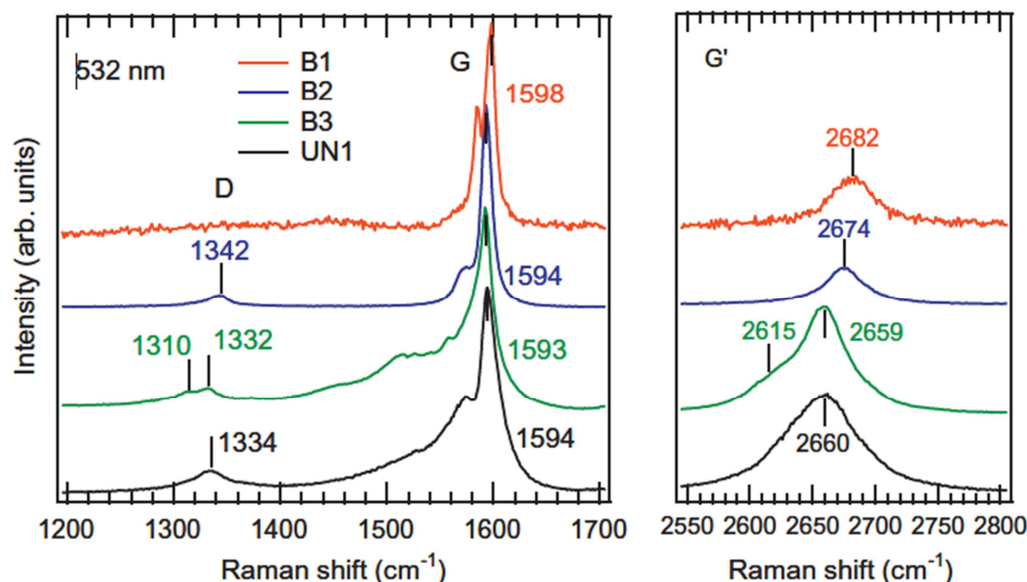 532 nm
B1
B2
B3
UN1
G
G'
D
1598
1342
1594
1310
1332
1593
1334
1594
2682
2674
2615
2659
2660
1200 1300 1400 1500 1600 1700
2550 2600 2650 2700 2750 2800
Intensity (arb. units)
Raman shift (cm-1)
Raman shift (cm-1)